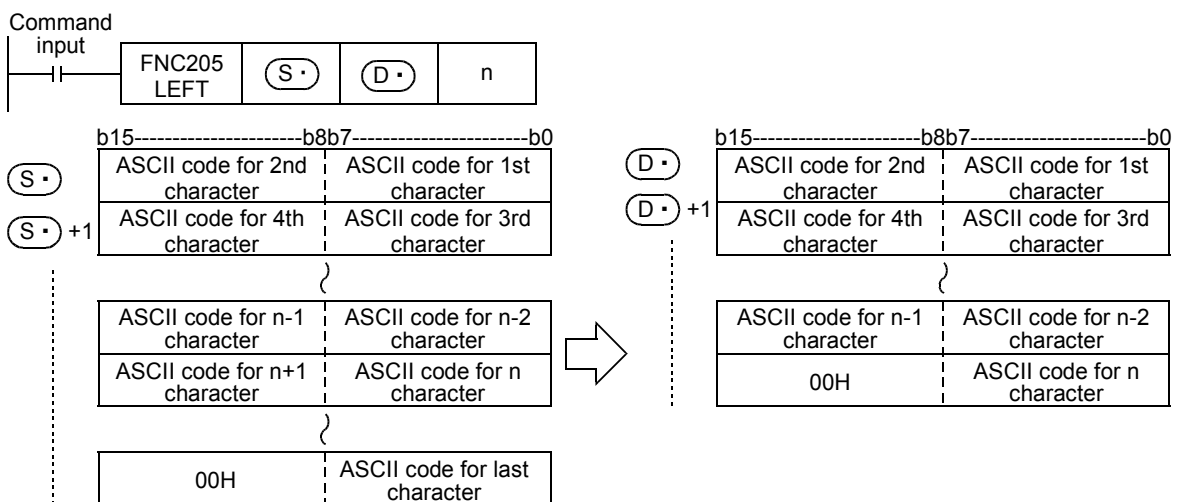 Command
input
FNC205
LEFT
S・
D・
n
b15----------------------b8b7-----------------------b0
S・
ASCII code for 2nd
character
ASCII code for 1st
character
S・ +1
ASCII code for 4th
character
ASCII code for 3rd
character
ASCII code for n-1
character
ASCII code for n-2
character
ASCII code for n+1
character
ASCII code for n
character
00H
ASCII code for last
character
b15----------------------b8b7-----------------------b0
D・
ASCII code for 2nd
character
ASCII code for 1st
character
D・ +1
ASCII code for 4th
character
ASCII code for 3rd
character
ASCII code for n-1
character
ASCII code for n-2
character
00H
ASCII code for n
character